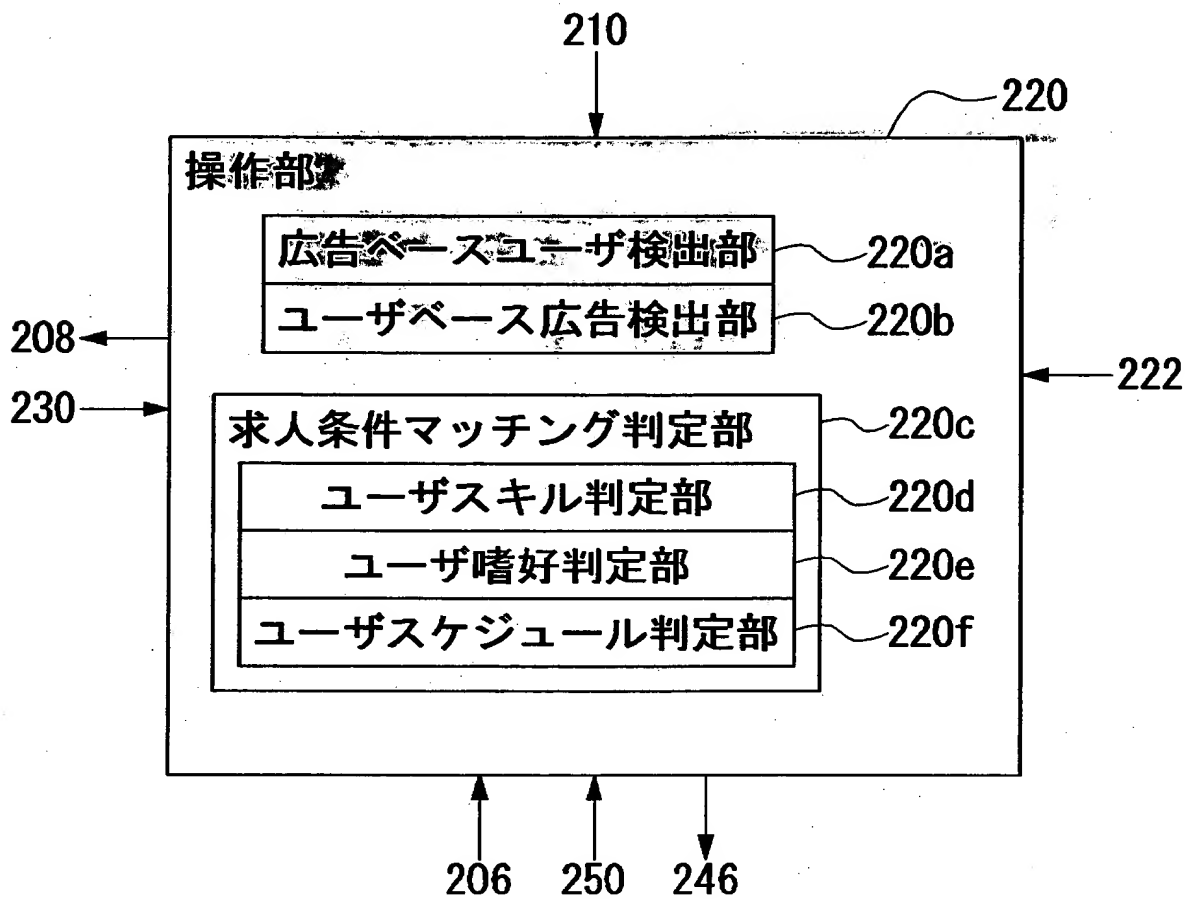 210
220
操作部
広告ベースユーザ検出部
220a
ユーザベース広告検出部
220b
208
222
230
求人条件マッチング判定部
220c
ユーザスキル判定部
220d
ユーザ嗜好判定部
220e
ユーザスケジュール判定部
220f
206
250
246